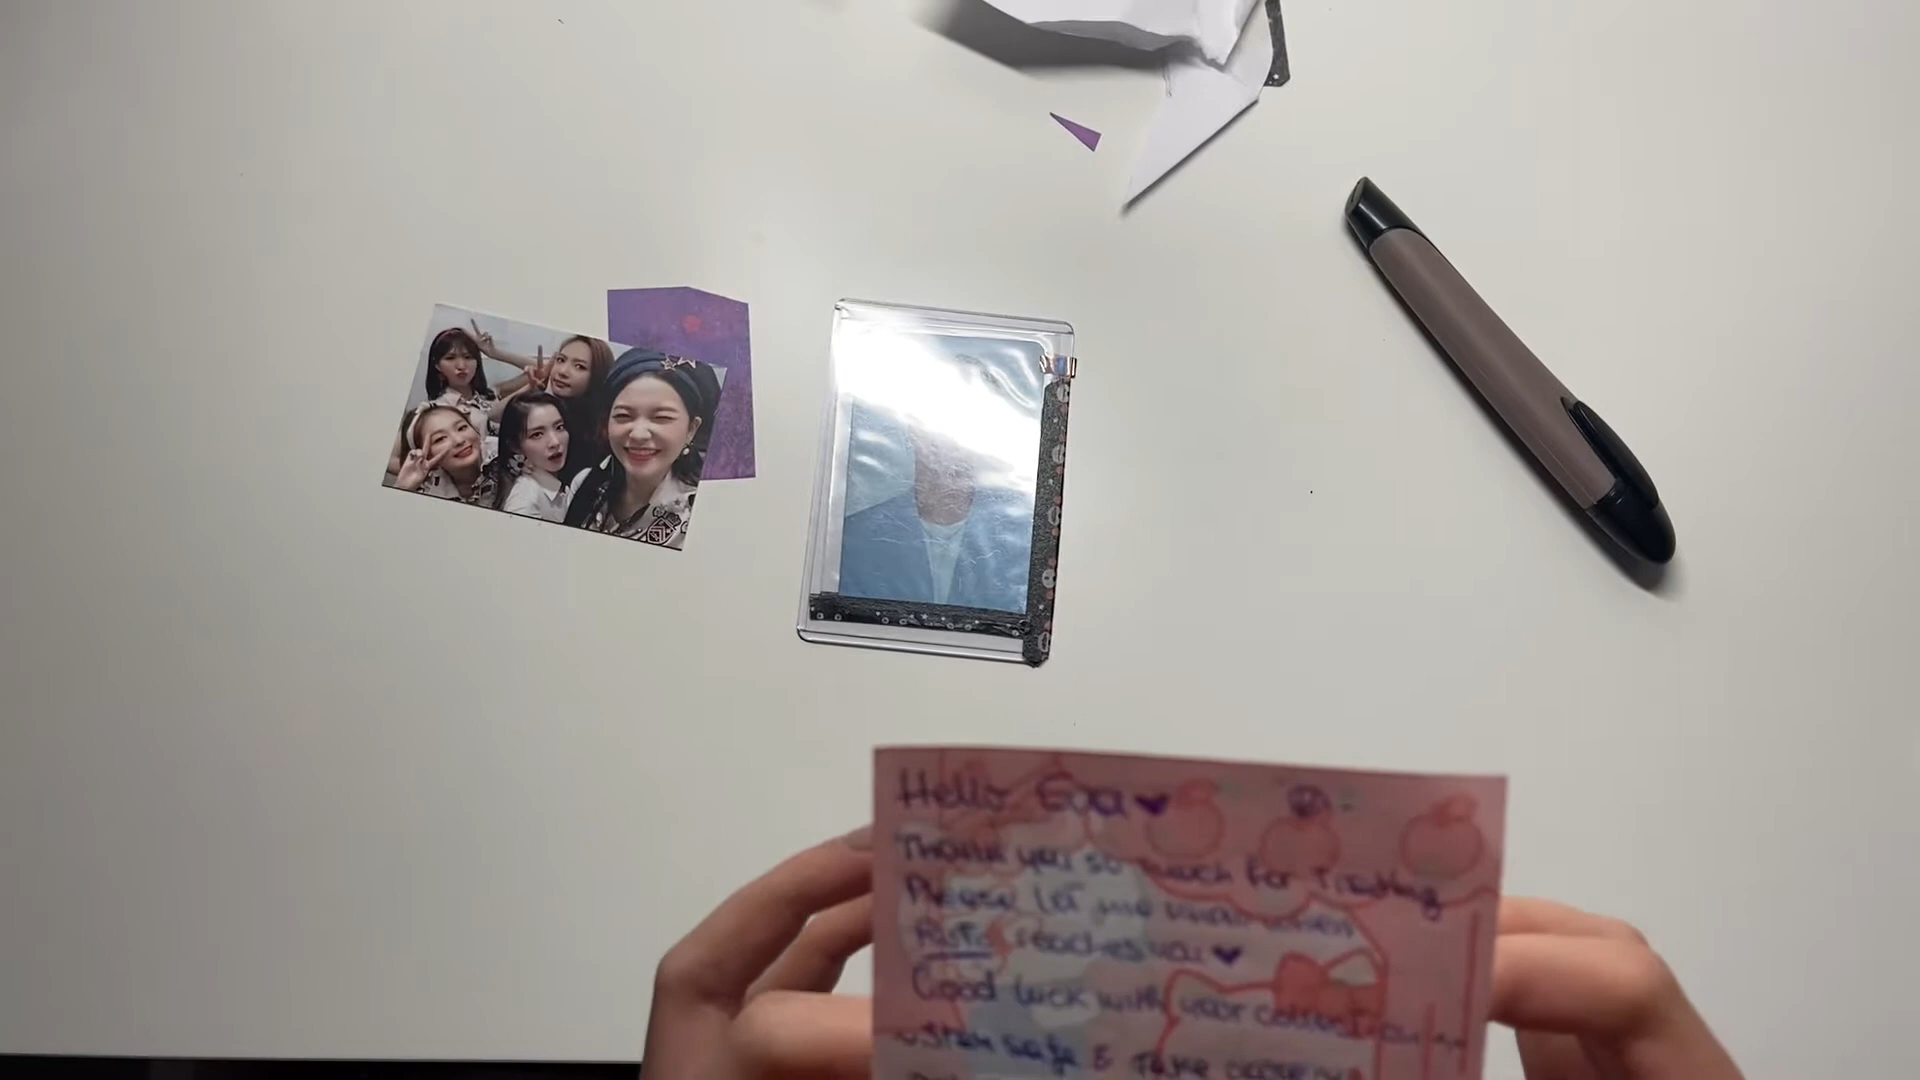 Hello Eva
Thank you so much for trading
Please let me know when
reaches you
Good luck with your collection
stay safe & take care